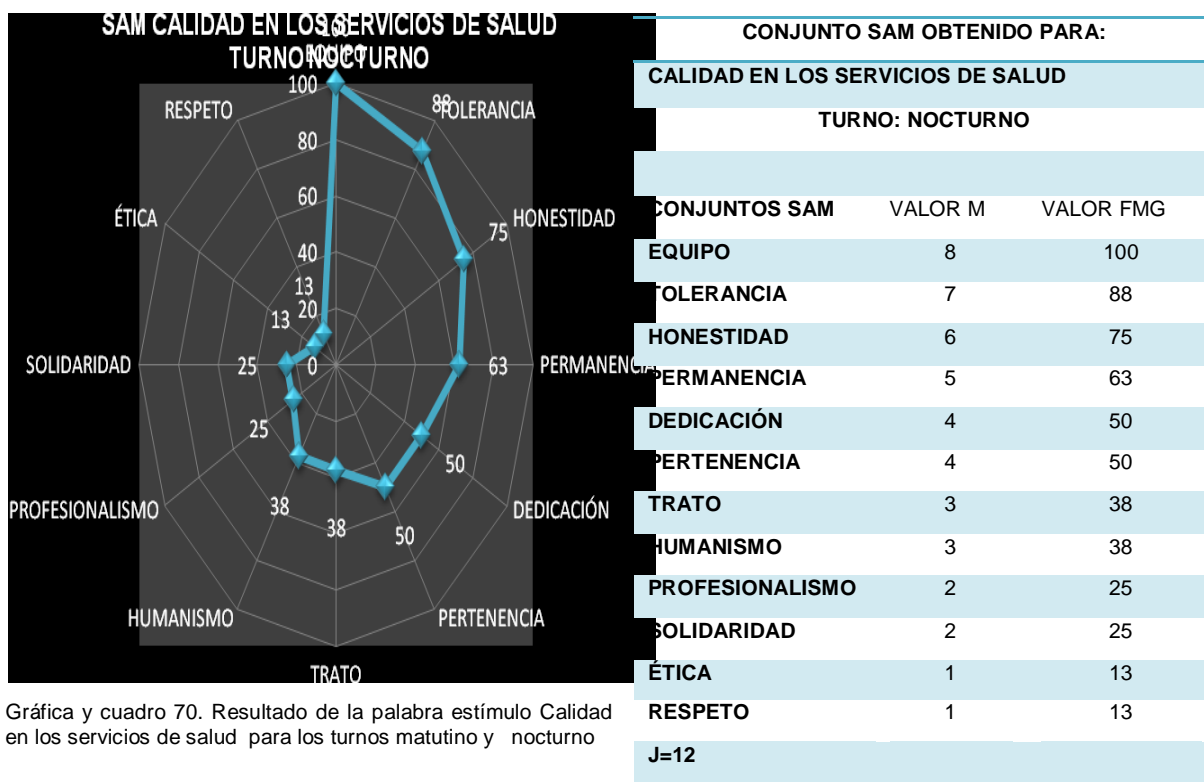 SAM CALIDAD EN LOS SERVICIOS DE SALUD
TURNO NOCTURNO
100
EQUIPO
100
80
60
40
20
0
88
TOLERANCIA
75
HONESTIDAD
63
PERMANENCIA
50
DEDICACIÓN
50
PERTENENCIA
38
TRATO
38
HUMANISMO
25
PROFESIONALISMO
25
SOLIDARIDAD
13
ÉTICA
13
RESPETO
Gráfica y cuadro 70. Resultado de la palabra estímulo Calidad
en los servicios de salud para los turnos matutino y nocturno
CONJUNTO SAM OBTENIDO PARA:
CALIDAD EN LOS SERVICIOS DE SALUD
TURNO: NOCTURNO
CONJUNTOS SAM VALOR M VALOR FMG
EQUIPO 8 100
TOLERANCIA 7 88
HONESTIDAD 6 75
PERMANENCIA 5 63
DEDICACIÓN 4 50
PERTENENCIA 4 50
TRATO 3 38
HUMANISMO 3 38
PROFESIONALISMO 2 25
SOLIDARIDAD 2 25
ÉTICA 1 13
RESPETO 1 13
J=12